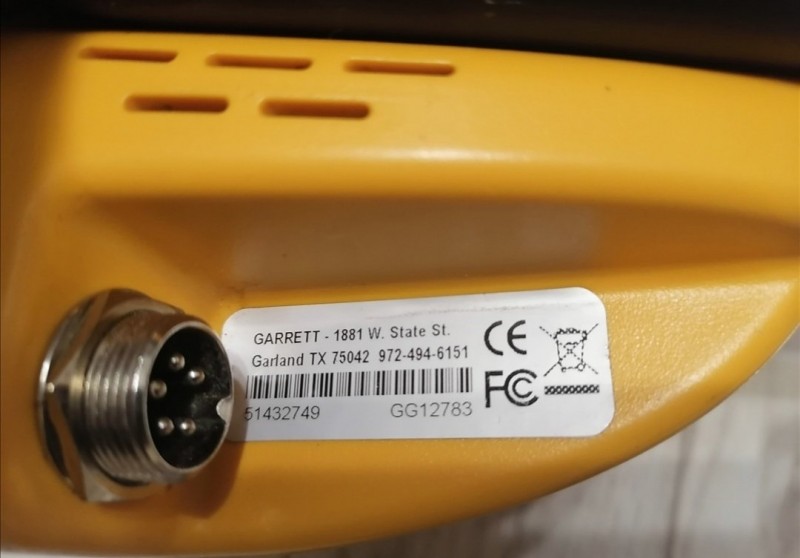 GARRETT - 1881 W. State St.
Garland TX 75042 972-494-6151
51432749 GG12783
CE
FC